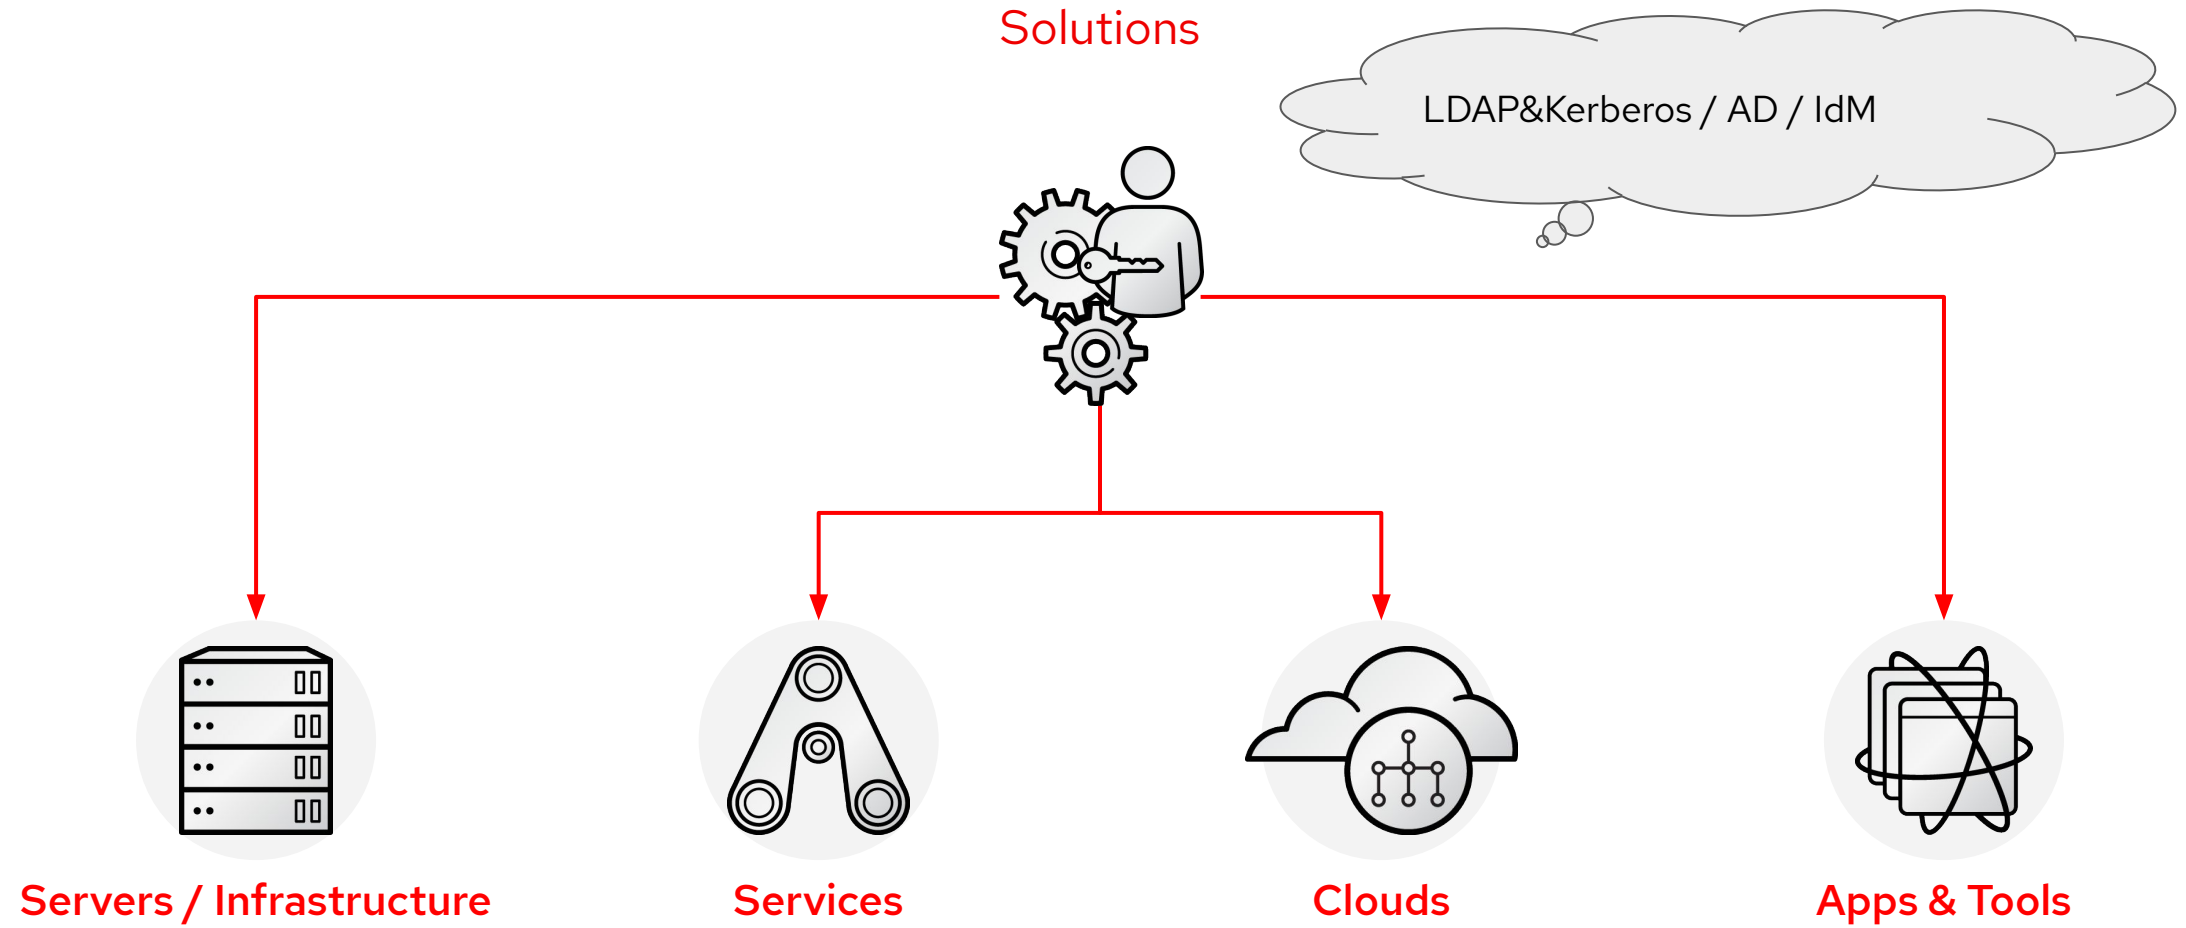 Solutions
LDAP&Kerberos / AD / IdM
Servers / Infrastructure
Services
Clouds
Apps & Tools